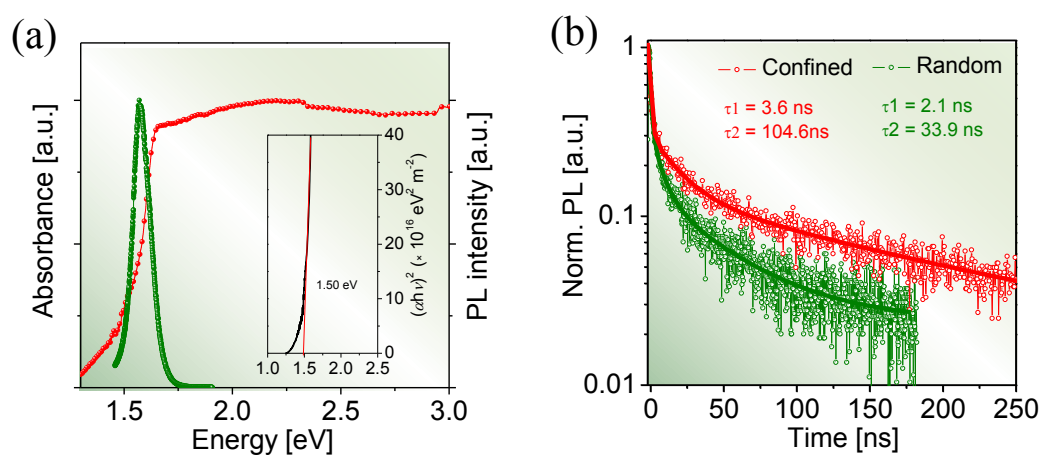 (a)
Absorbance [a.u.]
PL intensity [a.u.]
1.5 2.0 2.5 3.0
Energy [eV]
40
30
20
10
0
(αhν)² (× 10¹⁶ eV² m⁻²)
1.50 eV
1.0 1.5 2.0 2.5
(b)
Norm. PL [a.u.]
1
0.1
0.01
Confined Random
τ1 = 3.6 ns τ1 = 2.1 ns
τ2 = 104.6ns τ2 = 33.9 ns
0 50 100 150 200 250
Time [ns]